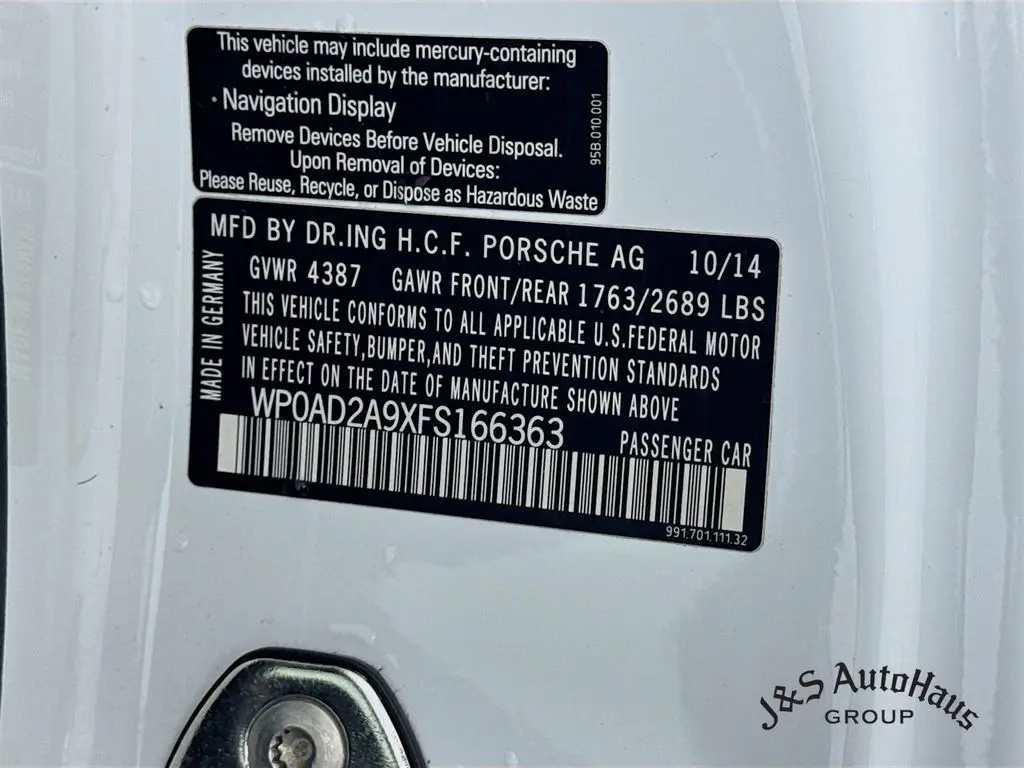 This vehicle may include mercury-containing
devices installed by the manufacturer:
· Navigation Display
Remove Devices Before Vehicle Disposal.
Upon Removal of Devices:
Please Reuse, Recycle, or Dispose as Hazardous Waste
95B.010.001
MFD BY DR.ING H.C.F. PORSCHE AG 10/14
GVWR 4387 GAWR FRONT/REAR 1763/2689 LBS
THIS VEHICLE CONFORMS TO ALL APPLICABLE U.S.FEDERAL MOTOR
VEHICLE SAFETY,BUMPER,AND THEFT PREVENTION STANDARDS
IN EFFECT ON THE DATE OF MANUFACTURE SHOWN ABOVE
WP0AD2A9XFS166363 PASSENGER CAR
MADE IN GERMANY
991.701.111.32
J&S AutoHaus
GROUP